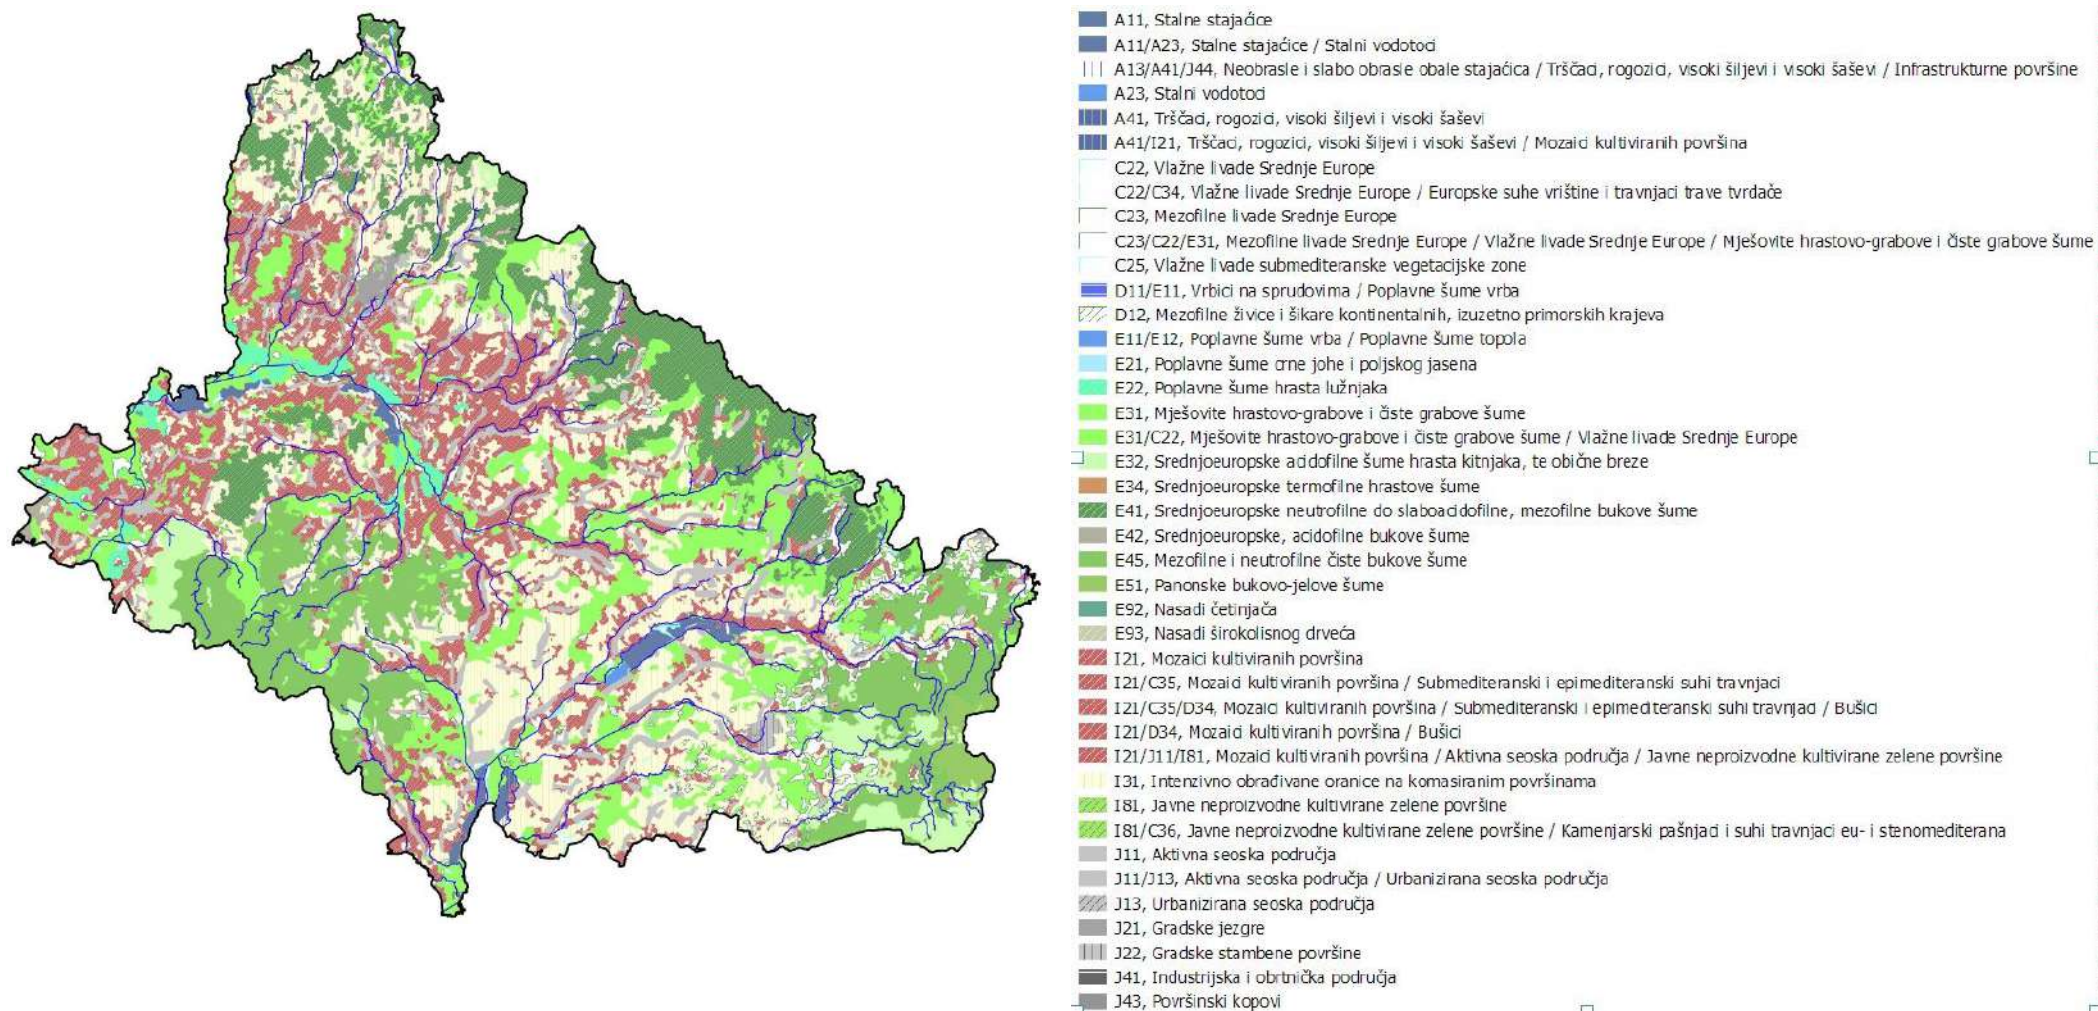 A11, Stalne stajaćice
A11/A23, Stalne stajaćice / Stalni vodotoci
A13/A41/J44, Neobrasle i slabo obrasle obale stajaćica / Trščaci, rogozici, visoki šiljevi i visoki šaševi / Infrastrukturne površine
A23, Stalni vodotoci
A41, Trščaci, rogozici, visoki šiljevi i visoki šaševi
A41/I21, Trščaci, rogozici, visoki šiljevi i visoki šaševi / Mozaici kultiviranih površina
C22, Vlažne livade Srednje Europe
C22/C34, Vlažne livade Srednje Europe / Europske suhe vrištine i travnjaci trave tvrdače
C23, Mezofilne livade Srednje Europe
C23/C22/E31, Mezofilne livade Srednje Europe / Vlažne livade Srednje Europe / Mješovite hrastovo-grabove i čiste grabove šume
C25, Vlažne livade submediteranske vegetacijske zone
D11/E11, Vrbici na sprudovima / Poplavne šume vrba
D12, Mezofilne živice i šikare kontinentalnih, izuzetno primorskih krajeva
E11/E12, Poplavne šume vrba / Poplavne šume topola
E21, Poplavne šume crne johe i poljskog jasena
E22, Poplavne šume hrasta lužnjaka
E31, Mješovite hrastovo-grabove i čiste grabove šume
E31/C22, Mješovite hrastovo-grabove i čiste grabove šume / Vlažne livade Srednje Europe
E32, Srednjoeuropske acidofilne šume hrasta kitnjaka, te obične breze
E34, Srednjoeuropske termofilne hrastove šume
E41, Srednjoeuropske neutrofilne do slaboacidofilne, mezofilne bukove šume
E42, Srednjoeuropske, acidofilne bukove šume
E45, Mezofilne i neutrofilne čiste bukove šume
E51, Panonske bukovo-jelove šume
E92, Nasadi četinjača
E93, Nasadi širokolisnog drveća
I21, Mozaici kultiviranih površina
I21/C35, Mozaici kultiviranih površina / Submediteranski i epimediteranski suhi travnjaci
I21/C35/D34, Mozaici kultiviranih površina / Submediteranski i epimediteranski suhi travnjaci / Bušici
I21/D34, Mozaici kultiviranih površina / Bušici
I21/J11/I81, Mozaici kultiviranih površina / Aktivna seoska područja / Javne neproizvodne kultivirane zelene površine
I31, Intenzivno obrađivane oranice na komasiranim površinama
I81, Javne neproizvodne kultivirane zelene površine
I81/C36, Javne neproizvodne kultivirane zelene površine / Kamenjarski pašnjaci i suhi travnjaci eu- i stenomediterana
J11, Aktivna seoska područja
J11/J13, Aktivna seoska područja / Urbanizirana seoska područja
J13, Urbanizirana seoska područja
J21, Gradske jezgre
J22, Gradske stambene površine
J41, Industrijska i obrtnička područja
J43, Površinski kopovi